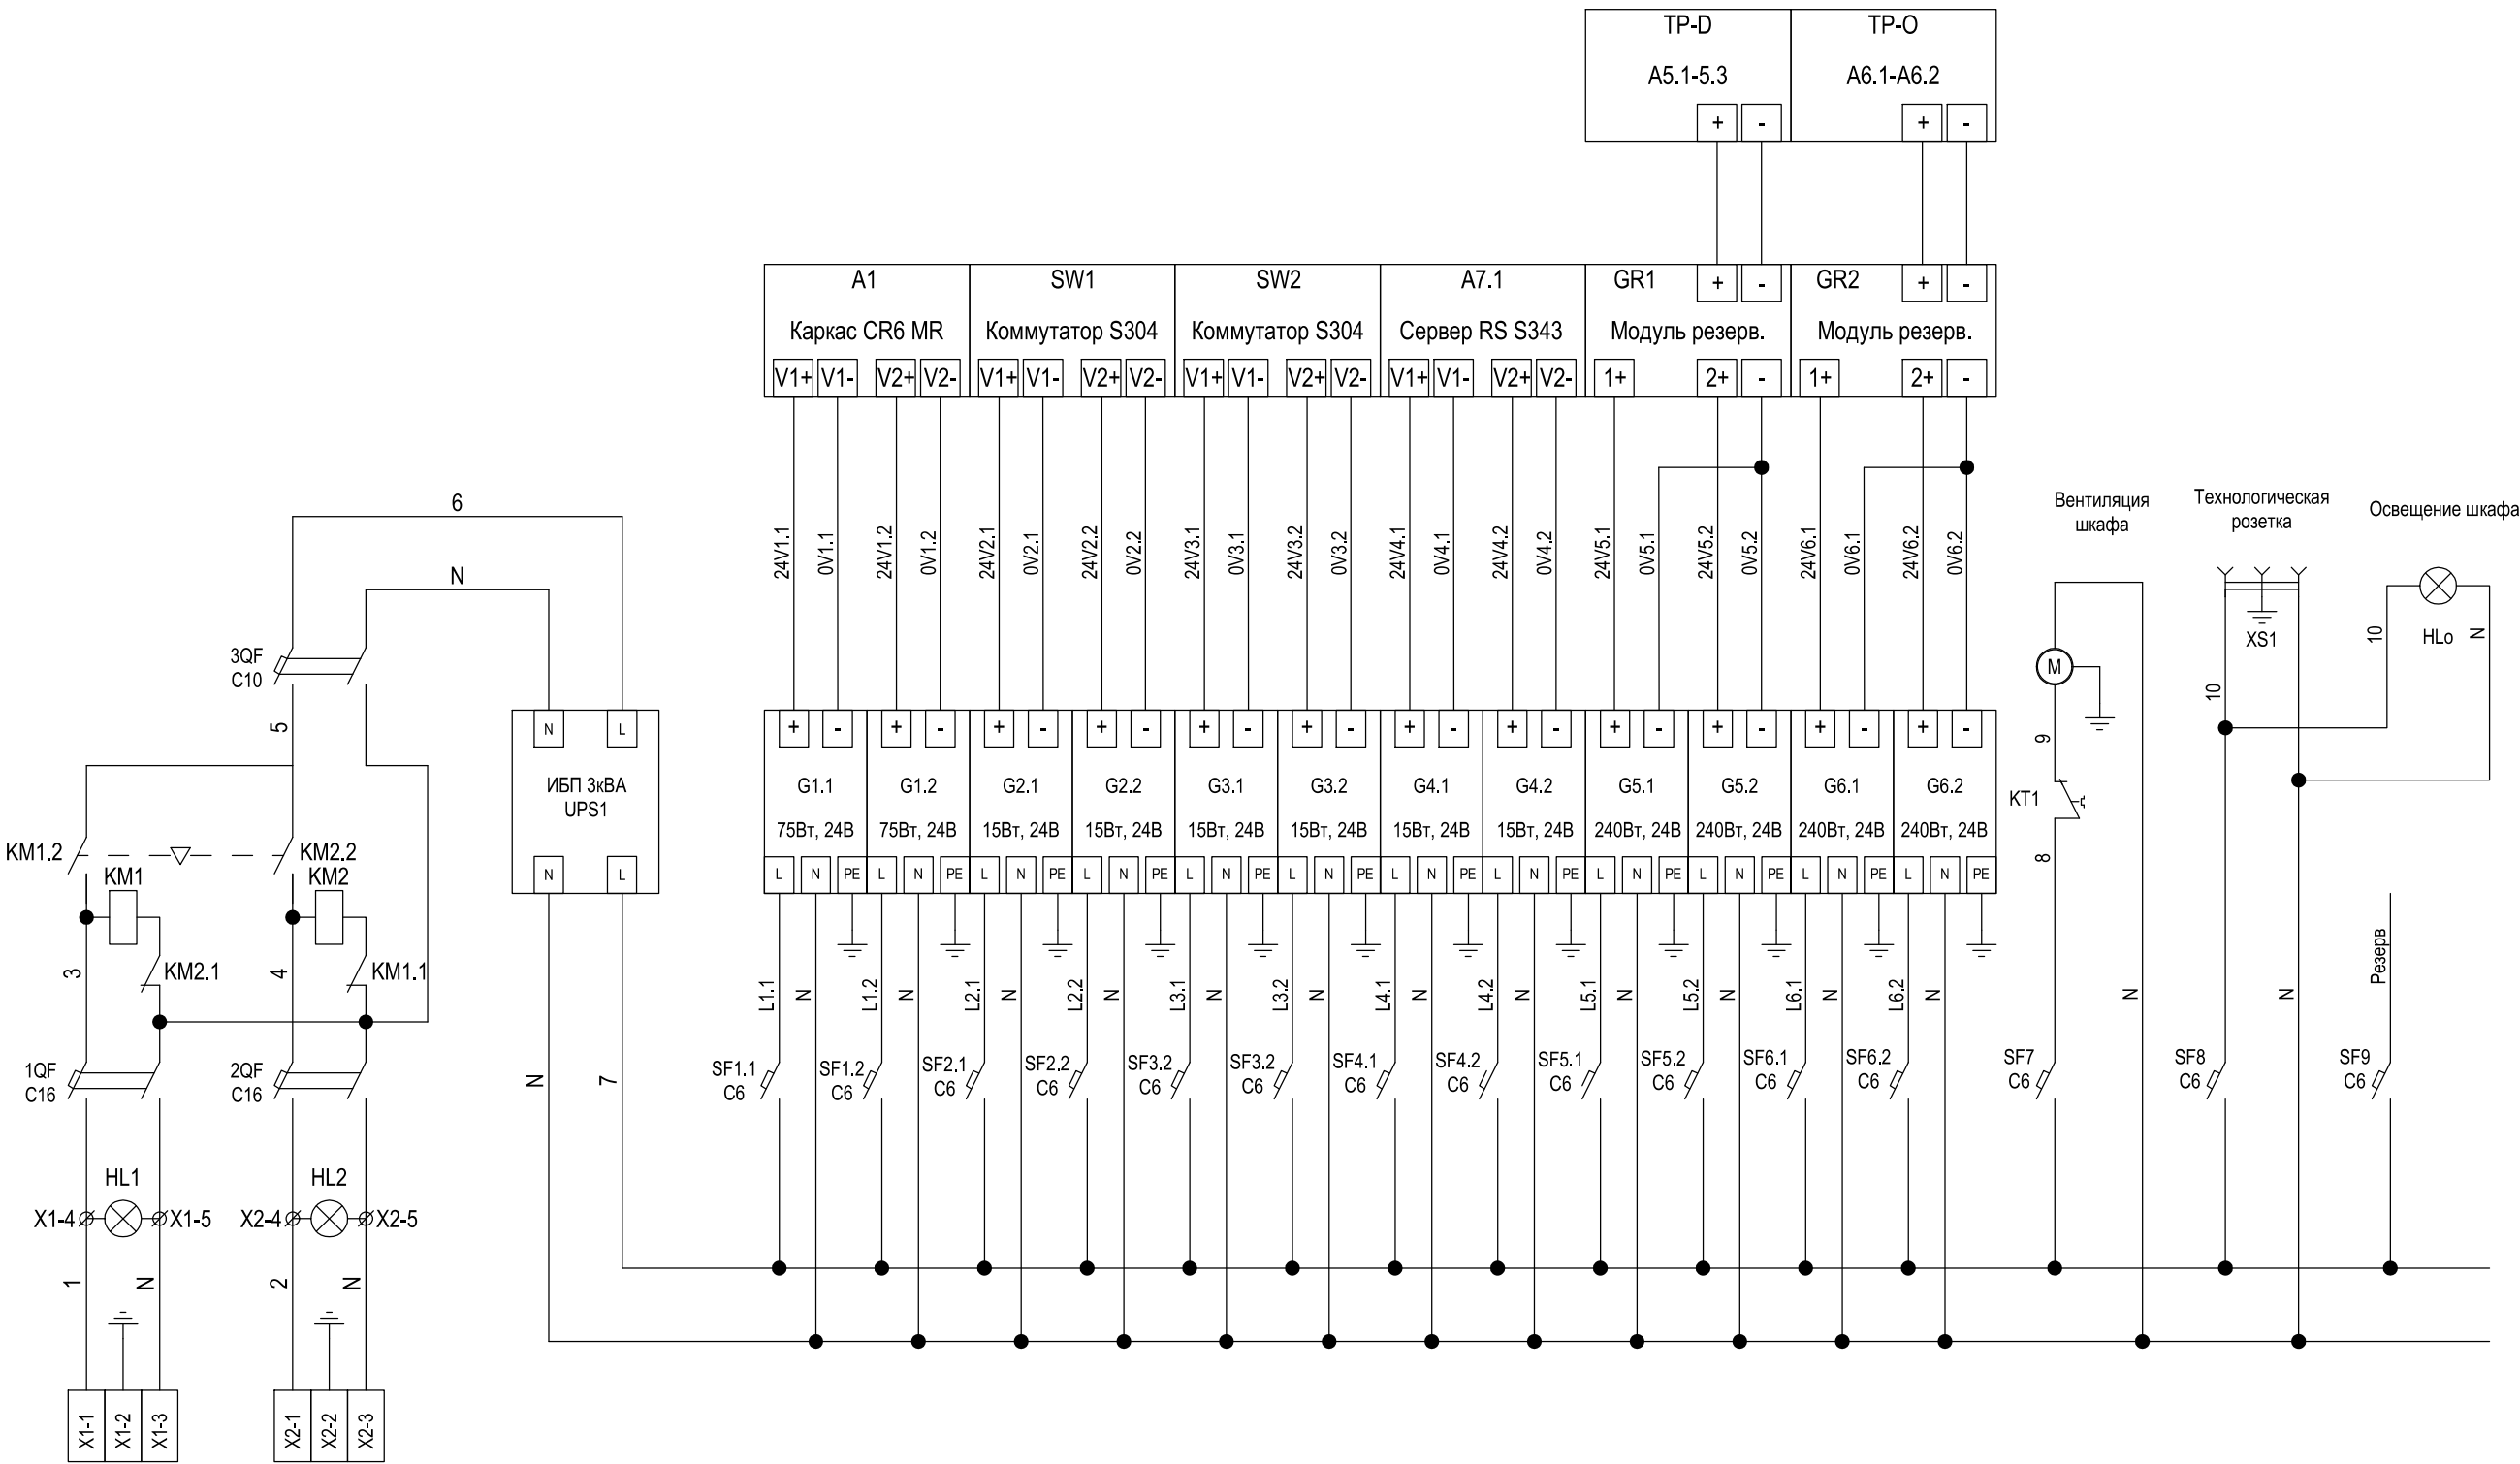 TP-D
TP-O
A5.1-5.3
A6.1-A6.2
+
-
+
-
A1
SW1
SW2
A7.1
GR1
+
-
GR2
+
-
Каркас CR6 MR
Коммутатор S304
Коммутатор S304
Сервер RS S343
Модуль резерв.
Модуль резерв.
V1+
V1-
V2+
V2-
V1+
V1-
V2+
V2-
V1+
V1-
V2+
V2-
V1+
V1-
V2+
V2-
1+
2+
-
1+
2+
-
6
N
24V1.1
0V1.1
24V1.2
0V1.2
24V2.1
0V2.1
24V2.2
0V2.2
24V3.1
0V3.1
24V3.2
0V3.2
24V4.1
0V4.1
24V4.2
0V4.2
24V5.1
0V5.1
24V5.2
0V5.2
24V6.1
0V6.1
24V6.2
0V6.2
Вентиляция
шкафа
Технологическая
розетка
Освещение шкафа
3QF
C10
5
M
XS1
10
HLo
N
10
9
KT1
8
N
L
ИБП 3кВА
UPS1
N
L
+
-
+
-
+
-
+
-
+
-
+
-
+
-
+
-
+
-
+
-
+
-
+
-
G1.1
G1.2
G2.1
G2.2
G3.1
G3.2
G4.1
G4.2
G5.1
G5.2
G6.1
G6.2
75Вт, 24В
75Вт, 24В
15Вт, 24В
15Вт, 24В
15Вт, 24В
15Вт, 24В
15Вт, 24В
15Вт, 24В
240Вт, 24В
240Вт, 24В
240Вт, 24В
240Вт, 24В
L
N
PE
L
N
PE
L
N
PE
L
N
PE
L
N
PE
L
N
PE
L
N
PE
L
N
PE
L
N
PE
L
N
PE
L
N
PE
L
N
PE
KM1.2
KM2.2
KM1
KM2
3
KM2.1
4
KM1.1
L1.1
N
L1.2
N
L2.1
N
L2.2
N
L3.1
N
L3.2
N
L4.1
N
L4.2
N
L5.1
N
L5.2
N
L6.1
N
L6.2
N
N
N
Резерв
1QF
C16
2QF
C16
N
7
SF1.1
C6
SF1.2
C6
SF2.1
C6
SF2.2
C6
SF3.2
C6
SF3.2
C6
SF4.1
C6
SF4.2
C6
SF5.1
C6
SF5.2
C6
SF6.1
C6
SF6.2
C6
SF7
C6
SF8
C6
SF9
C6
HL1
HL2
X1-4
X1-5
X2-4
X2-5
1
N
2
N
X1-1
X1-2
X1-3
X2-1
X2-2
X2-3